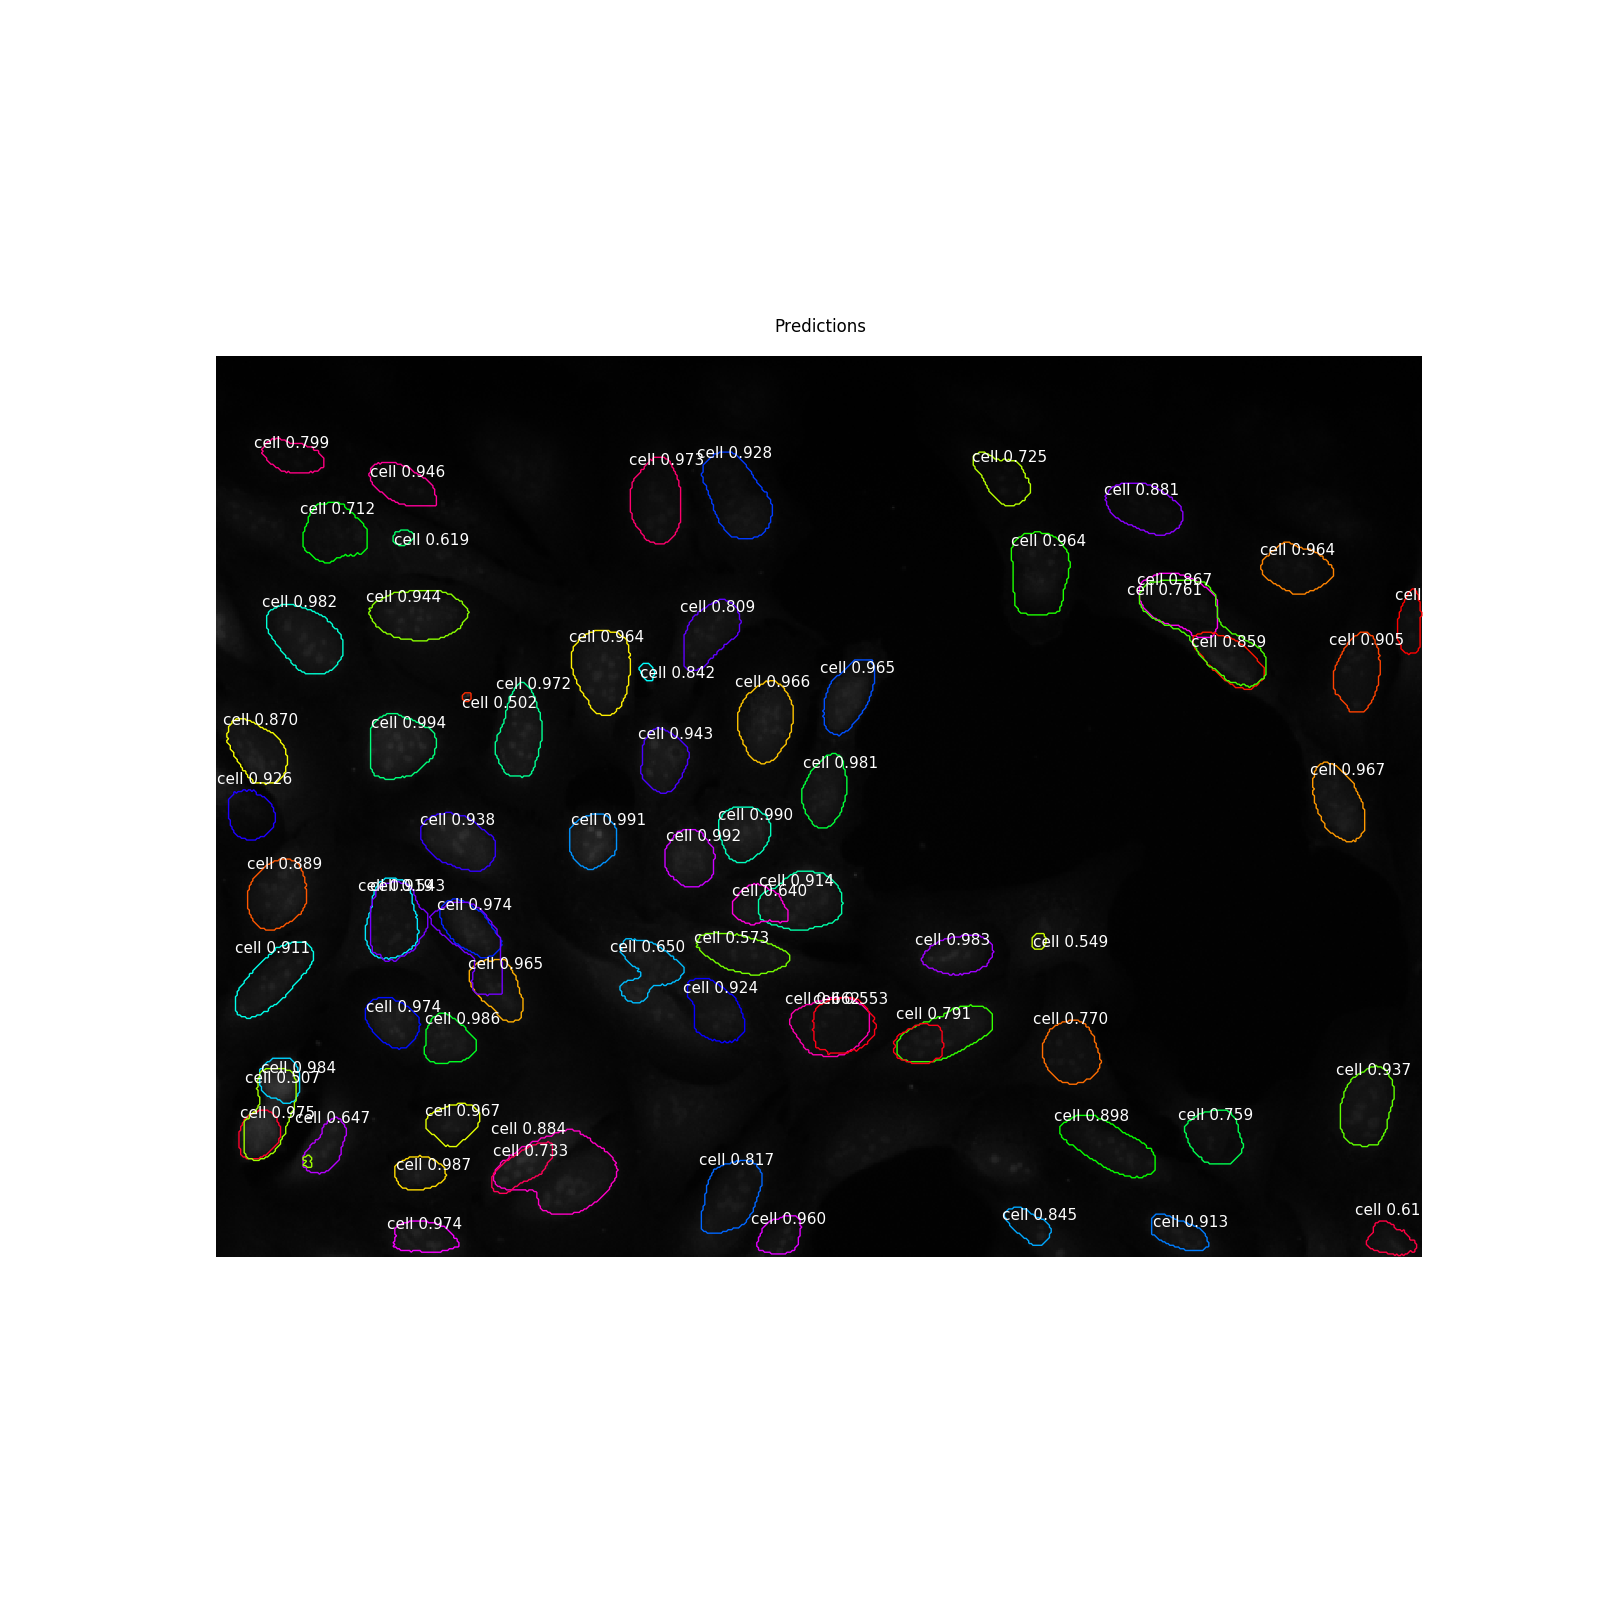 Predictions
cell 0.799
cell 0.946
cell 0.973
cell 0.928
cell 0.725
cell 0.881
cell 0.712
cell 0.619
cell 0.964
cell 0.964
cell 0.867
cell 0.761
cell
cell 0.982
cell 0.944
cell 0.809
cell 0.964
cell 0.859
cell 0.905
cell 0.842
cell 0.965
cell 0.972
cell 0.966
cell 0.502
cell 0.870
cell 0.994
cell 0.943
cell 0.981
cell 0.967
cell 0.926
cell 0.938
cell 0.991
cell 0.990
cell 0.992
cell 0.889
cell 0.914
cell 0.640
cell 0.974
cell 0.911
cell 0.650
cell 0.573
cell 0.983
cell 0.549
cell 0.965
cell 0.924
cell 0.553
cell 0.974
cell 0.986
cell 0.791
cell 0.770
cell 0.984
cell 0.507
cell 0.937
cell 0.975
cell 0.647
cell 0.967
cell 0.898
cell 0.759
cell 0.884
cell 0.733
cell 0.987
cell 0.817
cell 0.974
cell 0.960
cell 0.845
cell 0.913
cell 0.61